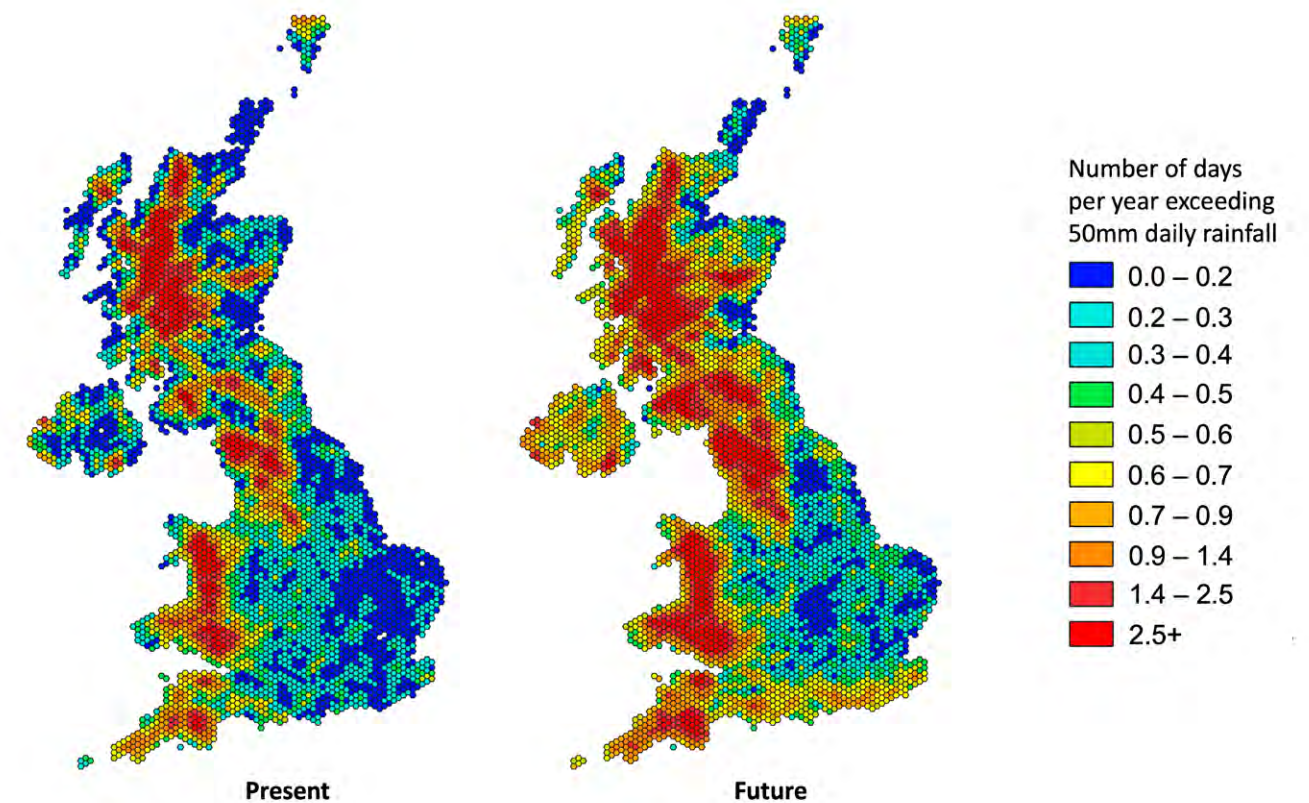 Number of days
per year exceeding
50mm daily rainfall
0.0 – 0.2
0.2 – 0.3
0.3 – 0.4
0.4 – 0.5
0.5 – 0.6
0.6 – 0.7
0.7 – 0.9
0.9 – 1.4
1.4 – 2.5
2.5+
Present
Future